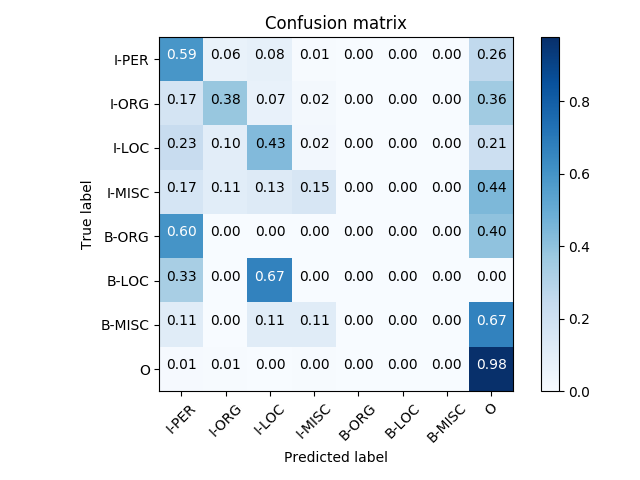 Confusion matrix
I-PER 0.59 0.06 0.08 0.01 0.00 0.00 0.00 0.26
I-ORG 0.17 0.38 0.07 0.02 0.00 0.00 0.00 0.36
I-LOC 0.23 0.10 0.43 0.02 0.00 0.00 0.00 0.21
I-MISC 0.17 0.11 0.13 0.15 0.00 0.00 0.00 0.44
B-ORG 0.60 0.00 0.00 0.00 0.00 0.00 0.00 0.40
B-LOC 0.33 0.00 0.67 0.00 0.00 0.00 0.00 0.00
B-MISC 0.11 0.00 0.11 0.11 0.00 0.00 0.00 0.67
O 0.01 0.01 0.00 0.00 0.00 0.00 0.00 0.98
I-PER I-ORG I-LOC I-MISC B-ORG B-LOC B-MISC O
Predicted label
True label
0.8
0.6
0.4
0.2
0.0